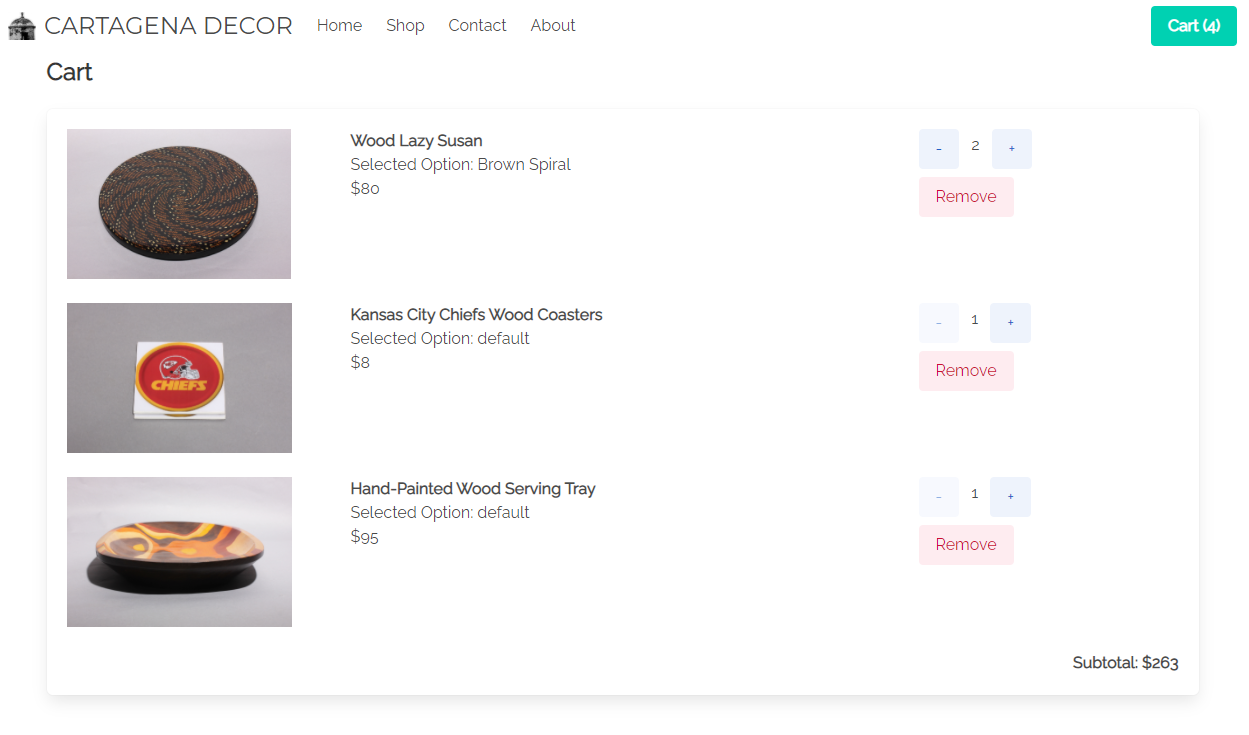 CARTAGENA DECOR Home Shop Contact About Cart (4)
Cart
Wood Lazy Susan
Selected Option: Brown Spiral
$80
- 2 +
Remove
CHIEFS
Kansas City Chiefs Wood Coasters
Selected Option: default
$8
- 1 +
Remove
Hand-Painted Wood Serving Tray
Selected Option: default
$95
- 1 +
Remove
Subtotal: $263